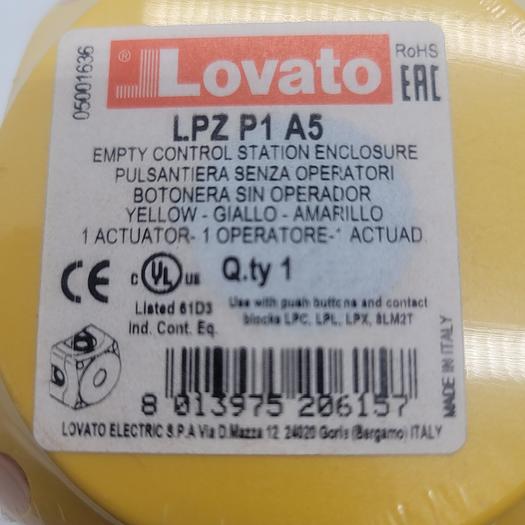 05001636
® Lovato RoHS
EAC
LPZ P1 A5
EMPTY CONTROL STATION ENCLOSURE
PULSANTIERA SENZA OPERATORI
BOTONERA SIN OPERADOR
YELLOW - GIALLO - AMARILLO
1 ACTUATOR- 1 OPERATORE-1 ACTUAD
CE c UL us Q.ty 1
Listed 61D3
Ind. Cont. Eq.
Use with push buttons and contact
blocks LPC, LPL, LPX, 8LM2T
MADE IN ITALY
8 013975 206157
LOVATO ELECTRIC S.P.A Via D.Mazza 12 24020 Gorle (Bergamo) ITALY